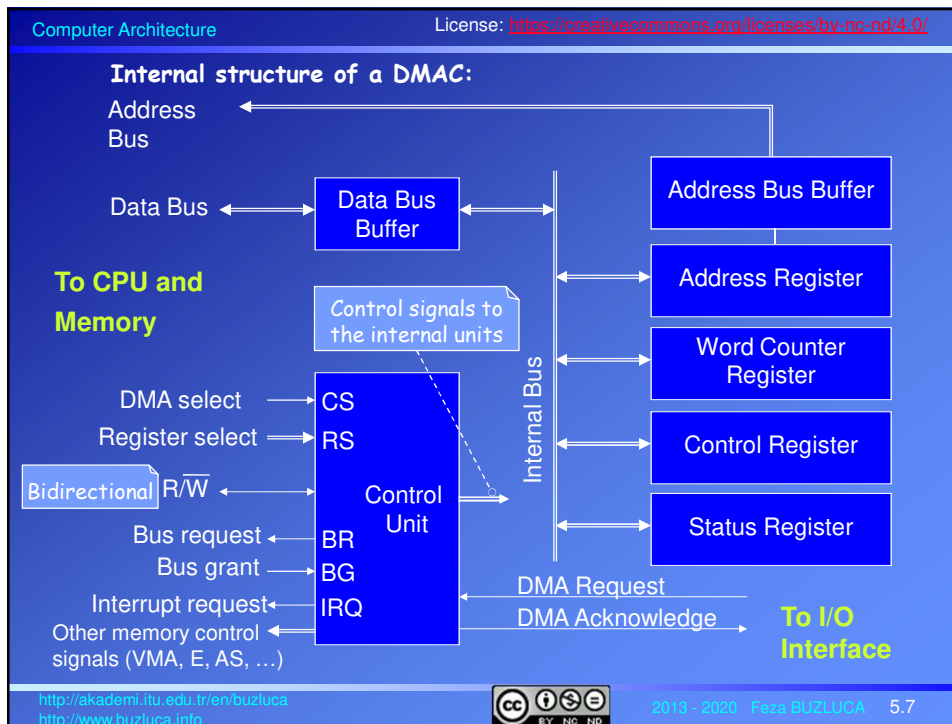 Computer Architecture
License: https://creativecommons.org/licenses/by-nc-nd/4.0/
Internal structure of a DMAC:
Address
Bus
Address Bus Buffer
Data Bus
Data Bus
Buffer
Address Register
To CPU and
Memory
Control signals to
the internal units
Word Counter
Register
Internal Bus
DMA select
CS
Register select
RS
Control Register
Bidirectional
R/W̅
Control
Unit
Status Register
Bus request
BR
Bus grant
BG
DMA Request
Interrupt request
IRQ
DMA Acknowledge
To I/O
Interface
Other memory control
signals (VMA, E, AS, …)
http://akademi.itu.edu.tr/en/buzluca
http://www.buzluca.info
cc
BY NC ND
2013 - 2020 Feza BUZLUCA 5.7